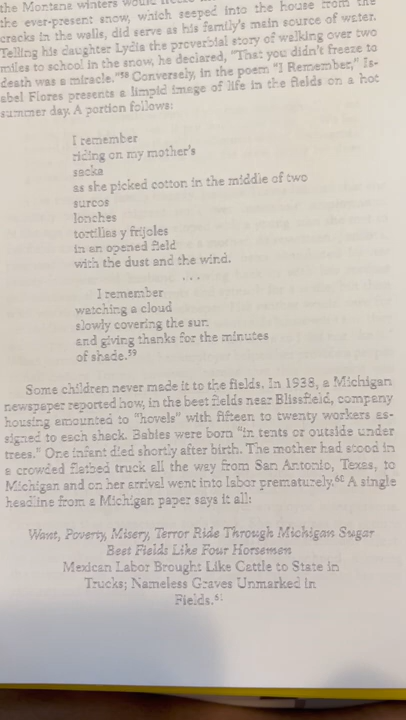 the Montana winters would freeze
the ever-present snow, which seeped into the house from the
cracks in the walls, did serve as his family's main source of water.
Telling his daughter Lydia the proverbial story of walking over two
miles to school in the snow, he declared, "That you didn't freeze to
death was a miracle."⁵⁸ Conversely, in the poem "I Remember," Is-
abel Flores presents a limpid image of life in the fields on a hot
summer day. A portion follows:
I remember
riding on my mother's
sacka
as she picked cotton in the middle of two
surcos
lonches
tortillas y frijoles
in an opened field
with the dust and the wind.
. . .
I remember
watching a cloud
slowly covering the sun
and giving thanks for the minutes
of shade.⁵⁹
Some children never made it to the fields. In 1938, a Michigan
newspaper reported how, in the beet fields near Blissfield, company
housing amounted to "hovels" with fifteen to twenty workers as-
signed to each shack. Babies were born "in tents or outside under
trees." One infant died shortly after birth. The mother had stood in
a crowded flatbed truck all the way from San Antonio, Texas, to
Michigan and on her arrival went into labor prematurely.⁶⁰ A single
headline from a Michigan paper says it all:
Want, Poverty, Misery, Terror Ride Through Michigan Sugar
Beet Fields Like Four Horsemen
Mexican Labor Brought Like Cattle to State in
Trucks; Nameless Graves Unmarked in
Fields.⁶¹